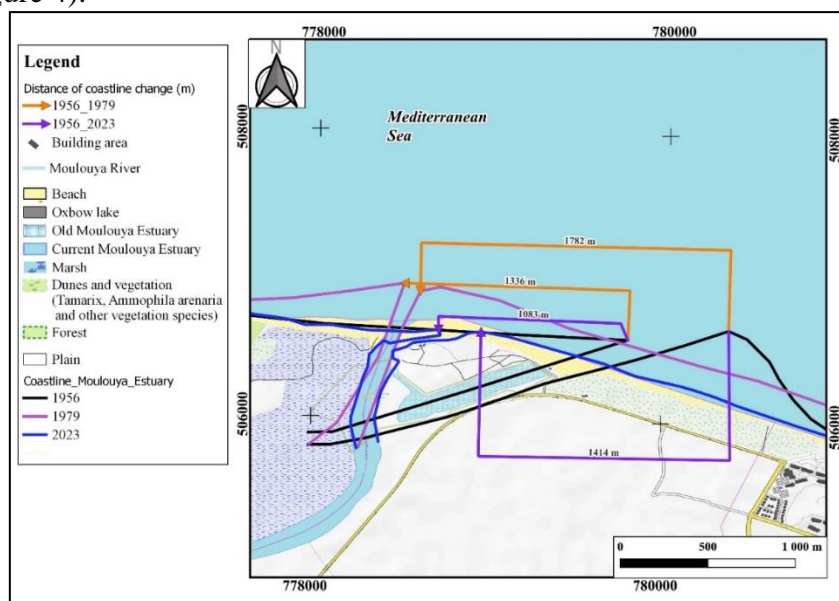 778000
780000
Legend
Distance of coastline change (m)
1956_1979
1956_2023
Building area
Moulouya River
Beach
Oxbow lake
Old Moulouya Estuary
Current Moulouya Estuary
Marsh
Dunes and vegetation
(Tamarix, Ammophila arenaria
and other vegetation species)
Forest
Plain
Coastline_Moulouya_Estuary
1956
1979
2023
N
Mediterranean
Sea
508000
508000
1782 m
1336 m
1083 m
1414 m
506000
506000
0 500 1 000 m
778000
780000